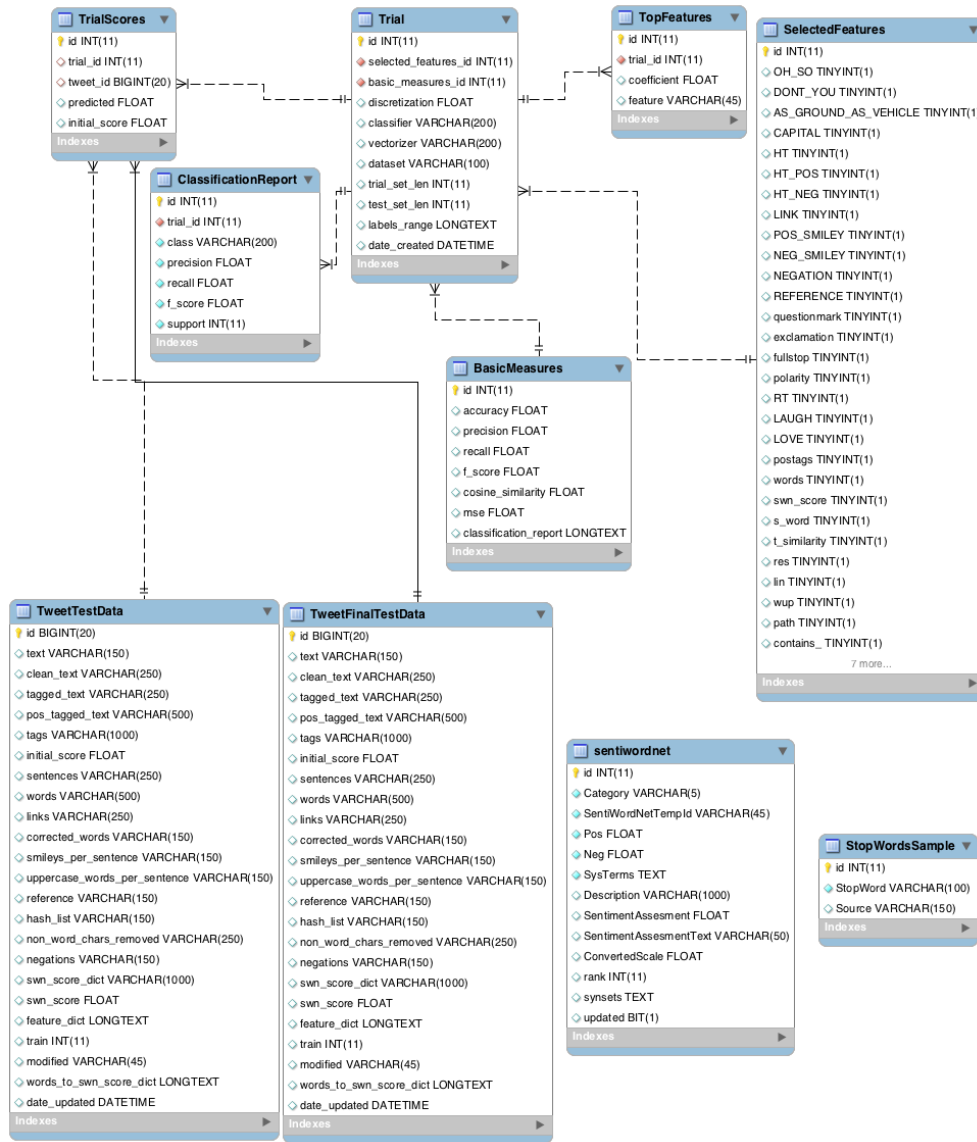 TrialScores
id INT(11)
trial_id INT(11)
tweet_id BIGINT(20)
predicted FLOAT
initial_score FLOAT
Indexes
Trial
id INT(11)
selected_features_id INT(11)
basic_measures_id INT(11)
discretization FLOAT
classifier VARCHAR(200)
vectorizer VARCHAR(200)
dataset VARCHAR(100)
trial_set_len INT(11)
test_set_len INT(11)
labels_range LONGTEXT
date_created DATETIME
Indexes
TopFeatures
id INT(11)
trial_id INT(11)
coefficient FLOAT
feature VARCHAR(45)
Indexes
SelectedFeatures
id INT(11)
OH_SO TINYINT(1)
DONT_YOU TINYINT(1)
AS_GROUND_AS_VEHICLE TINYINT(1
CAPITAL TINYINT(1)
HT TINYINT(1)
HT_POS TINYINT(1)
HT_NEG TINYINT(1)
LINK TINYINT(1)
POS_SMILEY TINYINT(1)
NEG_SMILEY TINYINT(1)
NEGATION TINYINT(1)
REFERENCE TINYINT(1)
questionmark TINYINT(1)
exclamation TINYINT(1)
fullstop TINYINT(1)
polarity TINYINT(1)
RT TINYINT(1)
LAUGH TINYINT(1)
LOVE TINYINT(1)
postags TINYINT(1)
words TINYINT(1)
swn_score TINYINT(1)
s_word TINYINT(1)
t_similarity TINYINT(1)
res TINYINT(1)
lin TINYINT(1)
wup TINYINT(1)
path TINYINT(1)
contains_ TINYINT(1)
7 more...
Indexes
ClassificationReport
id INT(11)
trial_id INT(11)
class VARCHAR(200)
precision FLOAT
recall FLOAT
f_score FLOAT
support INT(11)
Indexes
BasicMeasures
id INT(11)
accuracy FLOAT
precision FLOAT
recall FLOAT
f_score FLOAT
cosine_similarity FLOAT
mse FLOAT
classification_report LONGTEXT
Indexes
TweetTestData
id BIGINT(20)
text VARCHAR(150)
clean_text VARCHAR(250)
tagged_text VARCHAR(250)
pos_tagged_text VARCHAR(500)
tags VARCHAR(1000)
initial_score FLOAT
sentences VARCHAR(250)
words VARCHAR(500)
links VARCHAR(250)
corrected_words VARCHAR(150)
smileys_per_sentence VARCHAR(150)
uppercase_words_per_sentence VARCHAR(150)
reference VARCHAR(150)
hash_list VARCHAR(150)
non_word_chars_removed VARCHAR(250)
negations VARCHAR(150)
swn_score_dict VARCHAR(1000)
swn_score FLOAT
feature_dict LONGTEXT
train INT(11)
modified VARCHAR(45)
words_to_swn_score_dict LONGTEXT
date_updated DATETIME
Indexes
TweetFinalTestData
id BIGINT(20)
text VARCHAR(150)
clean_text VARCHAR(250)
tagged_text VARCHAR(250)
pos_tagged_text VARCHAR(500)
tags VARCHAR(1000)
initial_score FLOAT
sentences VARCHAR(250)
words VARCHAR(500)
links VARCHAR(250)
corrected_words VARCHAR(150)
smileys_per_sentence VARCHAR(150)
uppercase_words_per_sentence VARCHAR(150)
reference VARCHAR(150)
hash_list VARCHAR(150)
non_word_chars_removed VARCHAR(250)
negations VARCHAR(150)
swn_score_dict VARCHAR(1000)
swn_score FLOAT
feature_dict LONGTEXT
train INT(11)
modified VARCHAR(45)
words_to_swn_score_dict LONGTEXT
date_updated DATETIME
Indexes
sentiwordnet
id INT(11)
Category VARCHAR(5)
SentiWordNetTempId VARCHAR(45)
Pos FLOAT
Neg FLOAT
SysTerms TEXT
Description VARCHAR(1000)
SentimentAssesment FLOAT
SentimentAssesmentText VARCHAR(50)
ConvertedScale FLOAT
rank INT(11)
synsets TEXT
updated BIT(1)
Indexes
StopWordsSample
id INT(11)
StopWord VARCHAR(100)
Source VARCHAR(150)
Indexes